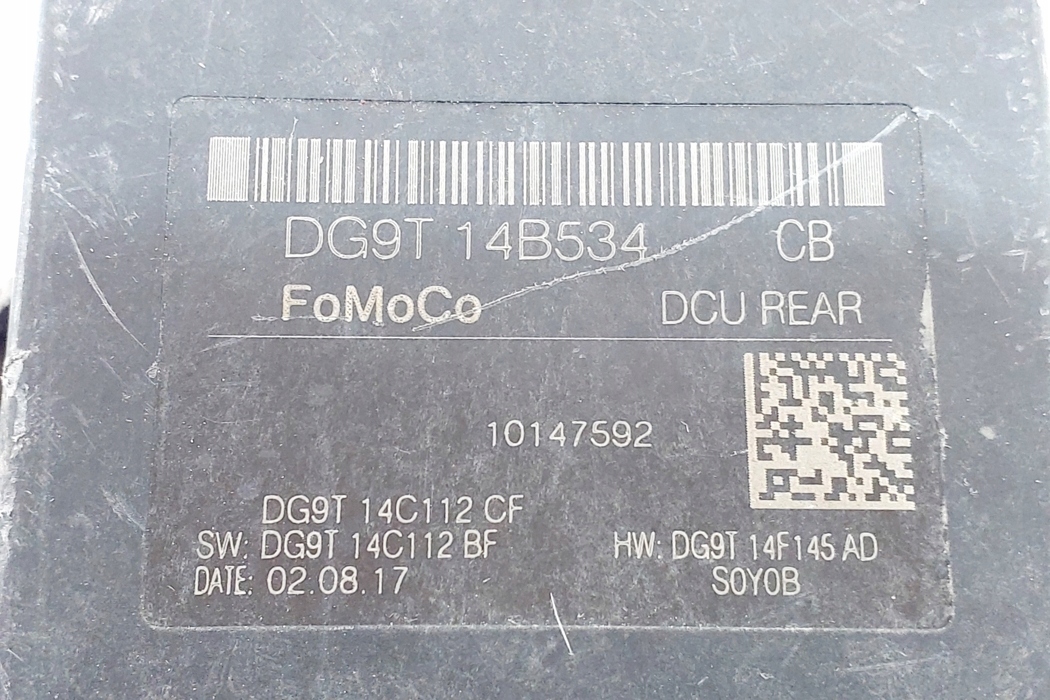 DG9T 14B534 CB
FoMoCo DCU REAR
10147592
DG9T 14C112 CF
SW: DG9T 14C112 BF HW: DG9T 14F145 AD
DATE: 02.08.17 S0Y0B